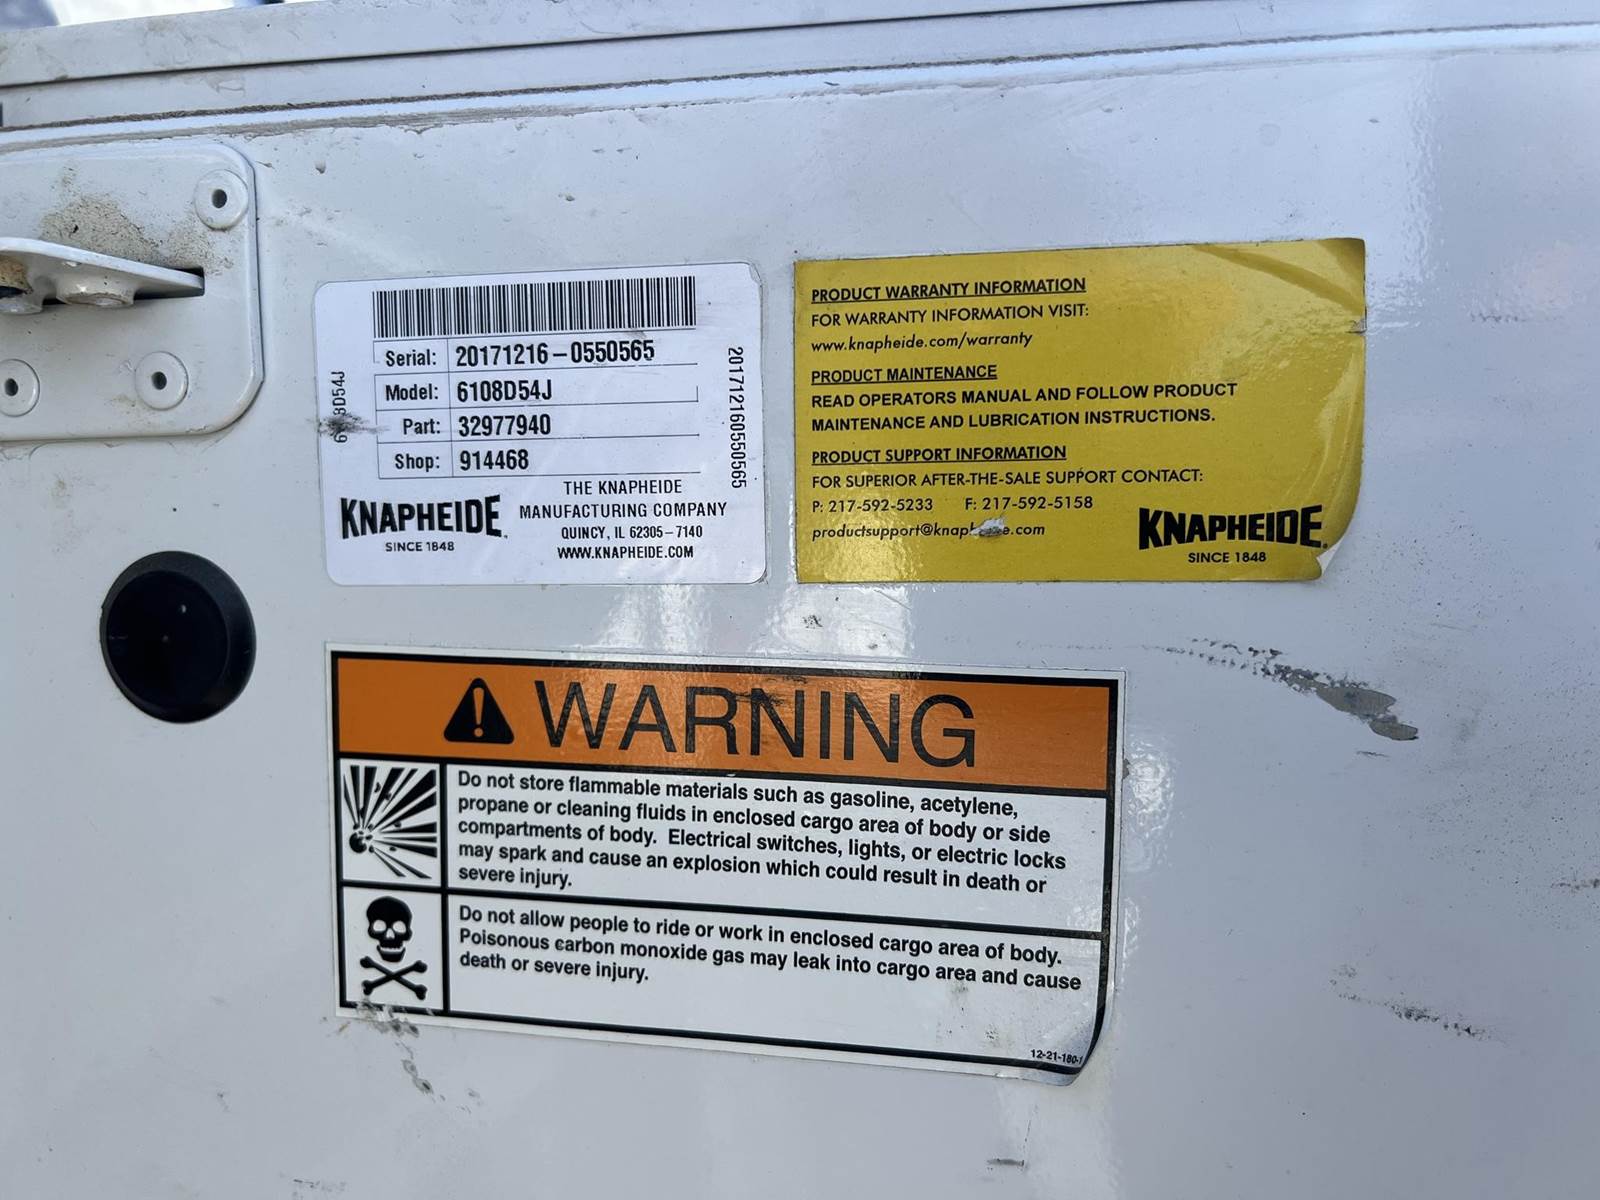 Serial: 20171216-0550565
Model: 6108D54J
Part: 32977940
Shop: 914468
201712160550565
KNAPHEIDE
SINCE 1848
THE KNAPHEIDE
MANUFACTURING COMPANY
QUINCY, IL 62305-7140
WWW.KNAPHEIDE.COM
PRODUCT WARRANTY INFORMATION
FOR WARRANTY INFORMATION VISIT:
www.knapheide.com/warranty
PRODUCT MAINTENANCE
READ OPERATORS MANUAL AND FOLLOW PRODUCT
MAINTENANCE AND LUBRICATION INSTRUCTIONS.
PRODUCT SUPPORT INFORMATION
FOR SUPERIOR AFTER-THE-SALE SUPPORT CONTACT:
P: 217-592-5233 F: 217-592-5158
KNAPHEIDE
SINCE 1848
WARNING
Do not store flammable materials such as gasoline, acetylene,
propane or cleaning fluids in enclosed cargo area of body or side
compartments of body. Electrical switches, lights, or electric locks
may spark and cause an explosion which could result in death or
severe injury.
Do not allow people to ride or work in enclosed cargo area of body.
Poisonous carbon monoxide gas may leak into cargo area and cause
death or severe injury.
12-21-180-1